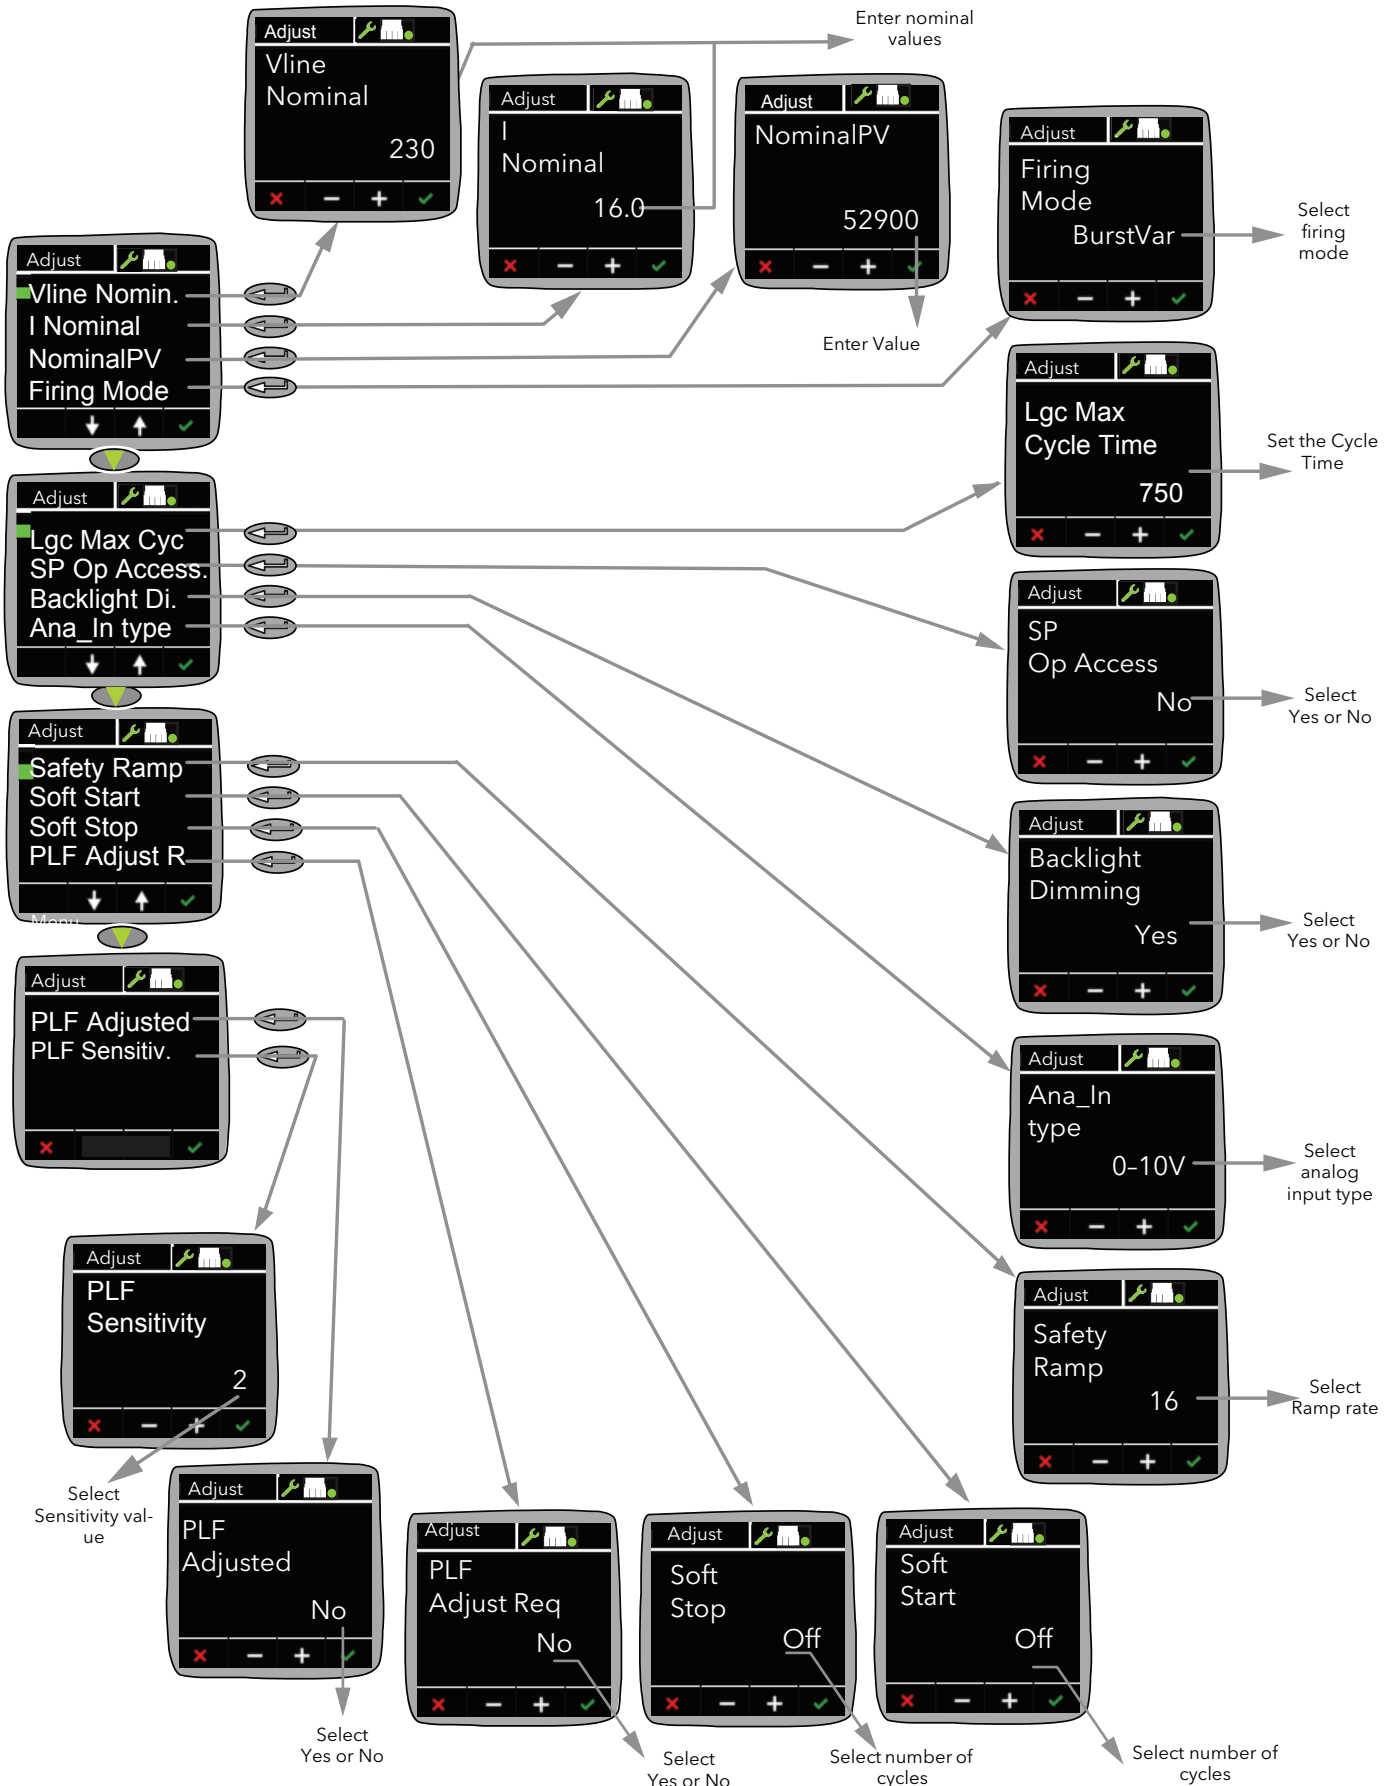 Adjust
Vline
Nominal
230
Enter nominal
values
Adjust
I
Nominal
16.0
Adjust
NominalPV
52900
Enter Value
Adjust
Firing
Mode
BurstVar
Select
firing
mode
Adjust
Vline Nomin.
I Nominal
NominalPV
Firing Mode
Adjust
Lgc Max
Cycle Time
750
Set the Cycle
Time
Adjust
Lgc Max Cyc
SP Op Access.
Backlight Di.
Ana_In type
Adjust
SP
Op Access
No
Select
Yes or No
Adjust
Safety Ramp
Soft Start
Soft Stop
PLF Adjust R
Menu
Adjust
Backlight
Dimming
Yes
Select
Yes or No
Adjust
PLF Adjusted
PLF Sensitiv.
Adjust
Ana_In
type
0–10V
Select
analog
input type
Adjust
PLF
Sensitivity
2
Select
Sensitivity val-
ue
Adjust
Safety
Ramp
16
Select
Ramp rate
Adjust
PLF
Adjusted
No
Select
Yes or No
Adjust
PLF
Adjust Req
No
Select
Yes or No
Adjust
Soft
Stop
Off
Select number of
cycles
Adjust
Soft
Start
Off
Select number of
cycles